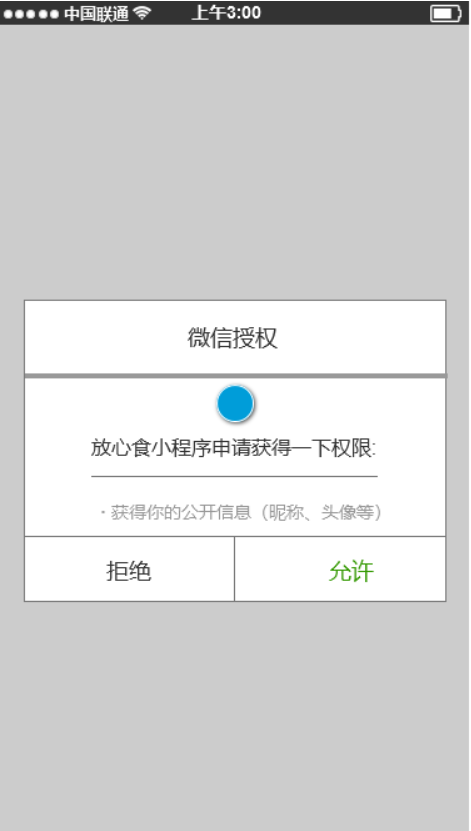 中国联通 上午3:00
微信授权
放心食小程序申请获得一下权限:
·获得你的公开信息（昵称、头像等）
拒绝 允许